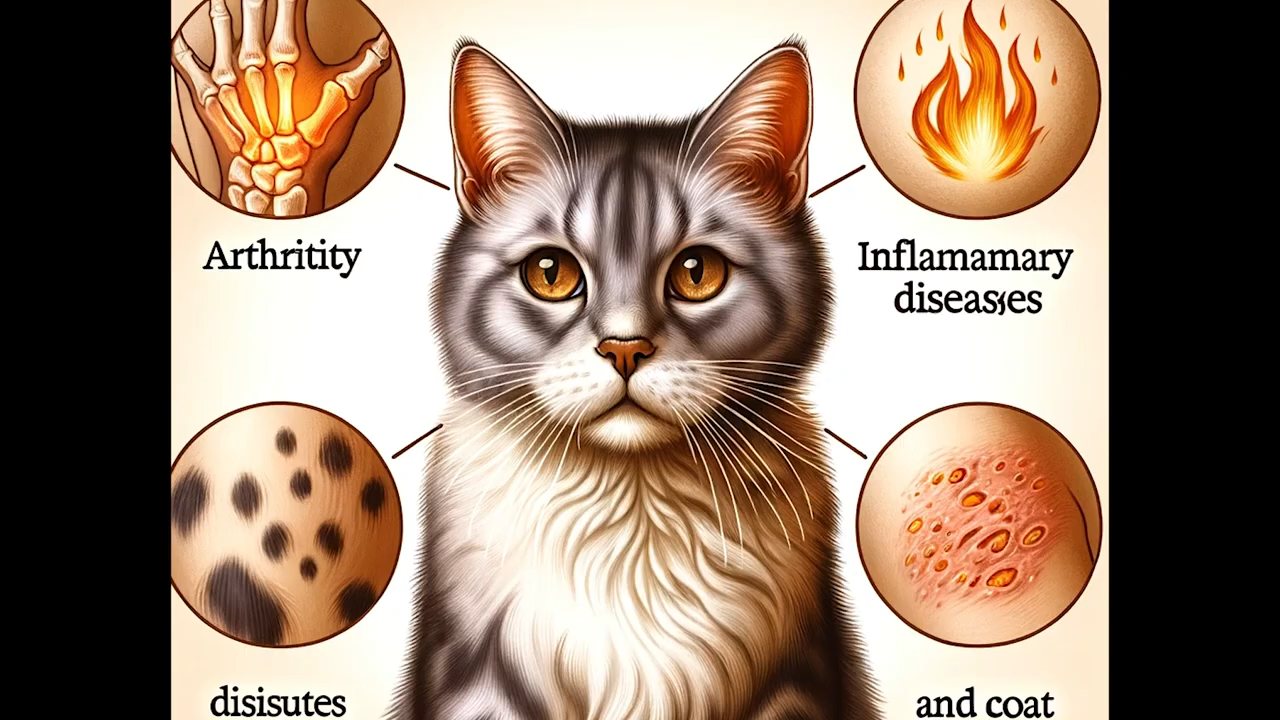 Arthritity
Inflamamary
diseases
disisutes
and coat